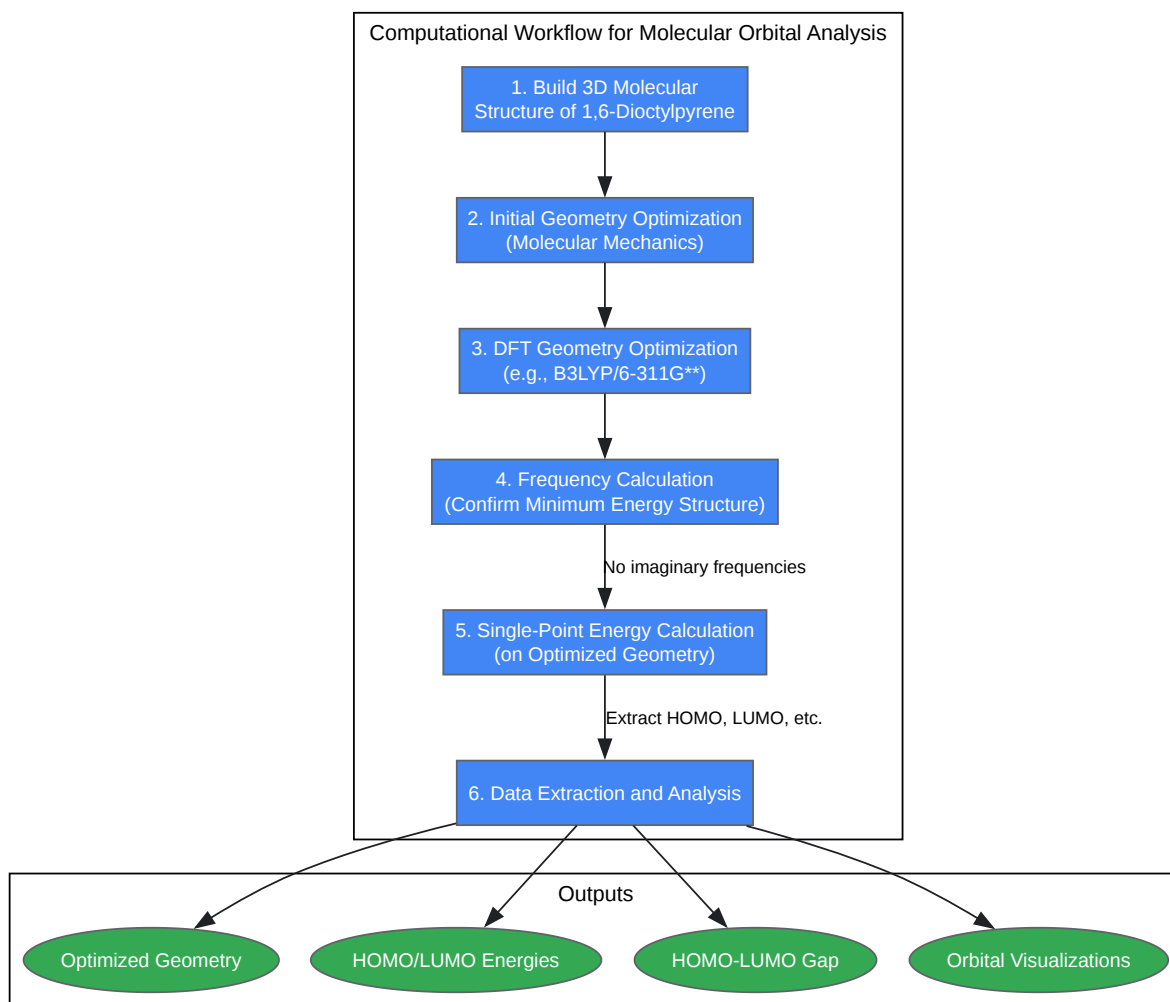 Computational Workflow for Molecular Orbital Analysis
1. Build 3D Molecular
Structure of 1,6-Dioctylpyrene
2. Initial Geometry Optimization
(Molecular Mechanics)
3. DFT Geometry Optimization
(e.g., B3LYP/6-311G**)
4. Frequency Calculation
(Confirm Minimum Energy Structure)
No imaginary frequencies
5. Single-Point Energy Calculation
(on Optimized Geometry)
Extract HOMO, LUMO, etc.
6. Data Extraction and Analysis
Outputs
Optimized Geometry
HOMO/LUMO Energies
HOMO-LUMO Gap
Orbital Visualizations